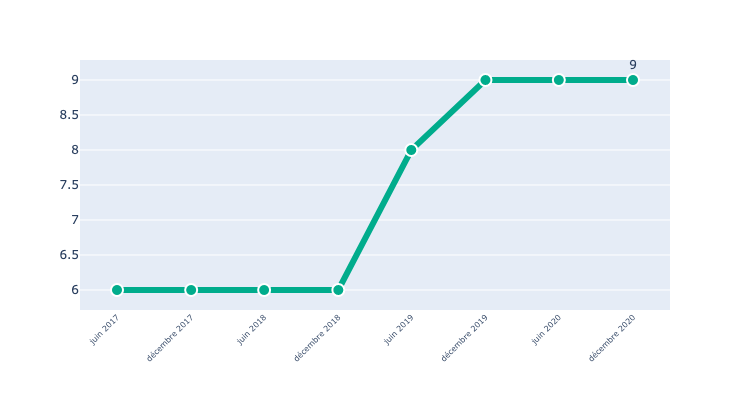 9
9
8.5
8
7.5
7
6.5
6
juin 2017
décembre 2017
juin 2018
décembre 2018
juin 2019
décembre 2019
juin 2020
décembre 2020